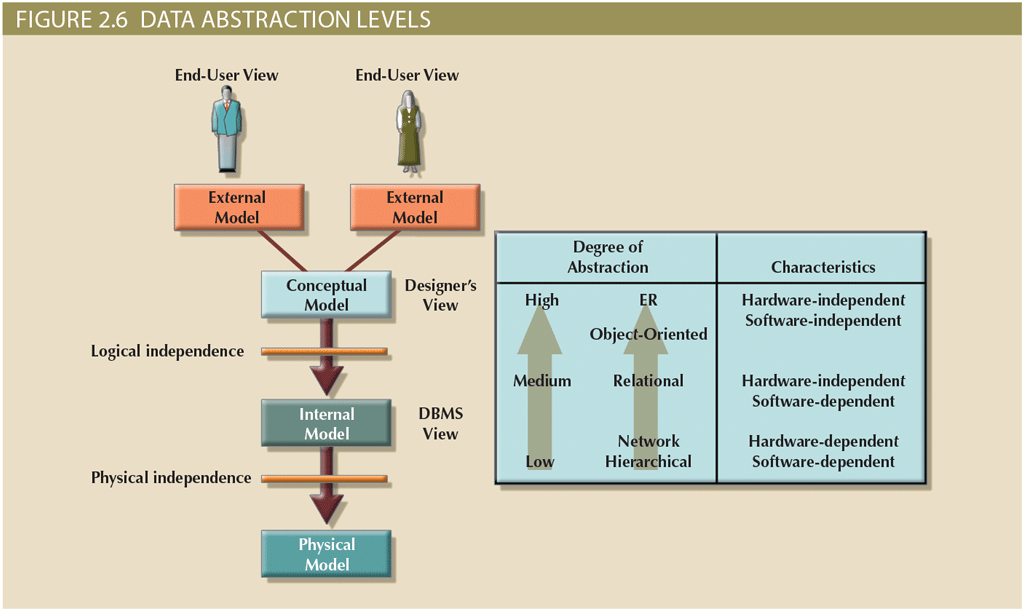 FIGURE 2.6 DATA ABSTRACTION LEVELS
End-User View
End-User View
External
Model
External
Model
Conceptual
Model
Designer's
View
Logical independence
Internal
Model
DBMS
View
Physical independence
Physical
Model
Degree of
Abstraction
Characteristics
High
ER
Hardware-independent
Software-independent
Object-Oriented
Medium
Relational
Hardware-independent
Software-dependent
Low
Network
Hierarchical
Hardware-dependent
Software-dependent